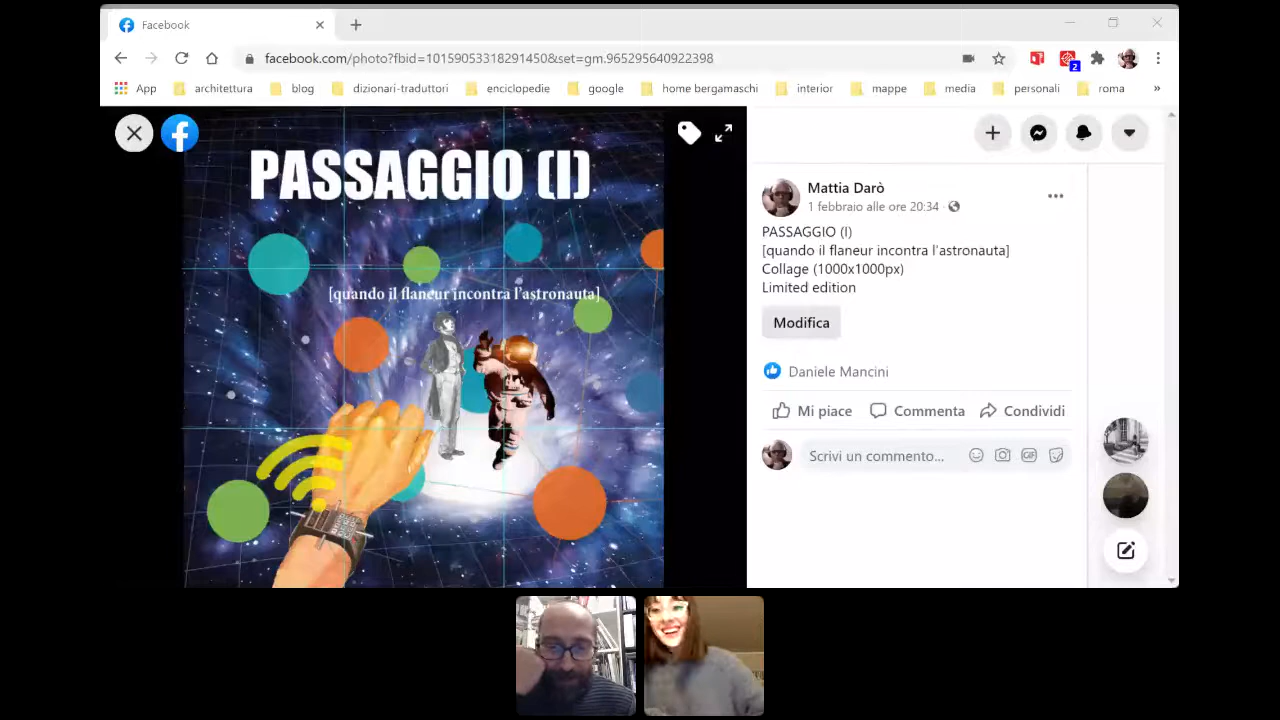 Facebook
facebook.com/photo?fbid=10159053318291450&set=gm.965295640922398
2
App
architettura
blog
dizionari-traduttori
enciclopedie
google
home bergamaschi
interior
mappe
media
personali
roma
»
PASSAGGIO (I)
[quando il flaneur incontra l'astronauta]
Mattia Darò
1 febbraio alle ore 20:34 ·
PASSAGGIO (I)
[quando il flaneur incontra l'astronauta]
Collage (1000x1000px)
Limited edition
Modifica
Daniele Mancini
Mi piace
Commenta
Condividi
Scrivi un commento...
GIF